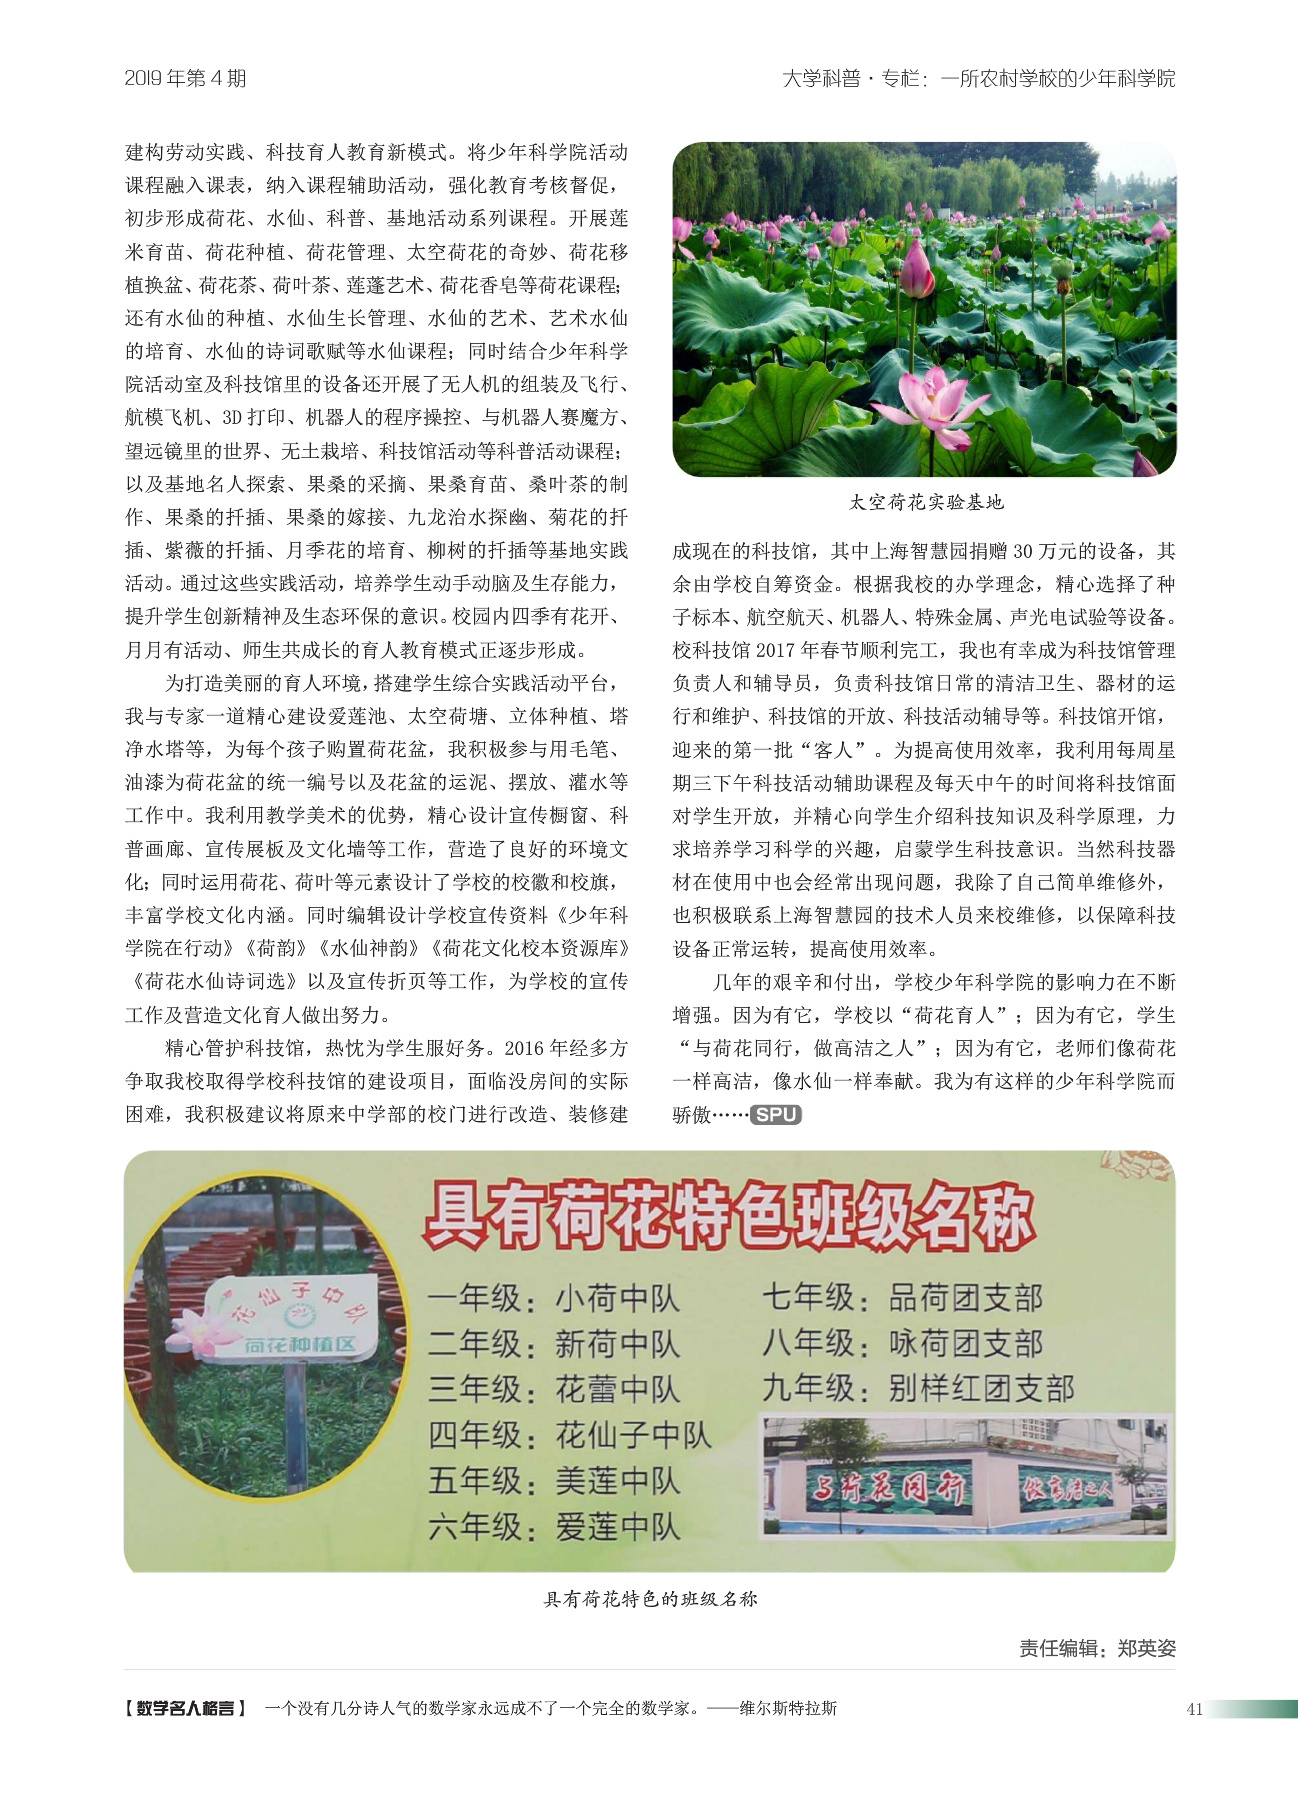 2019 年第 4 期
大学科普·专栏：一所农村学校的少年科学院
建构劳动实践、科技育人教育新模式。将少年科学院活动
课程融入课表，纳入课程辅助活动，强化教育考核督促，
初步形成荷花、水仙、科普、基地活动系列课程。开展莲
米育苗、荷花种植、荷花管理、太空荷花的奇妙、荷花移
植换盆、荷花茶、荷叶茶、莲蓬艺术、荷花香皂等荷花课程；
还有水仙的种植、水仙生长管理、水仙的艺术、艺术水仙
的培育、水仙的诗词歌赋等水仙课程；同时结合少年科学
院活动室及科技馆里的设备还开展了无人机的组装及飞行、
航模飞机、3D 打印、机器人的程序操控、与机器人赛魔方、
望远镜里的世界、无土栽培、科技馆活动等科普活动课程；
以及基地名人探索、果桑的采摘、果桑育苗、桑叶茶的制
作、果桑的扦插、果桑的嫁接、九龙治水探幽、菊花的扦
插、紫薇的扦插、月季花的培育、柳树的扦插等基地实践
活动。通过这些实践活动，培养学生动手动脑及生存能力，
提升学生创新精神及生态环保的意识。校园内四季有花开、
月月有活动、师生共成长的育人教育模式正逐步形成。
为打造美丽的育人环境，搭建学生综合实践活动平台，
我与专家一道精心建设爱莲池、太空荷塘、立体种植、塔
净水塔等，为每个孩子购置荷花盆，我积极参与用毛笔、
油漆为荷花盆的统一编号以及花盆的运泥、摆放、灌水等
工作中。我利用教学美术的优势，精心设计宣传橱窗、科
普画廊、宣传展板及文化墙等工作，营造了良好的环境文
化；同时运用荷花、荷叶等元素设计了学校的校徽和校旗，
丰富学校文化内涵。同时编辑设计学校宣传资料《少年科
学院在行动》《荷韵》《水仙神韵》《荷花文化校本资源库》
《荷花水仙诗词选》以及宣传折页等工作，为学校的宣传
工作及营造文化育人做出努力。
精心管护科技馆，热忱为学生服好务。2016 年经多方
争取我校取得学校科技馆的建设项目，面临没房间的实际
困难，我积极建议将原来中学部的校门进行改造、装修建
太空荷花实验基地
成现在的科技馆，其中上海智慧园捐赠 30 万元的设备，其
余由学校自筹资金。根据我校的办学理念，精心选择了种
子标本、航空航天、机器人、特殊金属、声光电试验等设备。
校科技馆 2017 年春节顺利完工，我也有幸成为科技馆管理
负责人和辅导员，负责科技馆日常的清洁卫生、器材的运
行和维护、科技馆的开放、科技活动辅导等。科技馆开馆，
迎来的第一批“客人”。为提高使用效率，我利用每周星
期三下午科技活动辅助课程及每天中午的时间将科技馆面
对学生开放，并精心向学生介绍科技知识及科学原理，力
求培养学习科学的兴趣，启蒙学生科技意识。当然科技器
材在使用中也会经常出现问题，我除了自己简单维修外，
也积极联系上海智慧园的技术人员来校维修，以保障科技
设备正常运转，提高使用效率。
几年的艰辛和付出，学校少年科学院的影响力在不断
增强。因为有它，学校以“荷花育人”；因为有它，学生
“与荷花同行，做高洁之人”；因为有它，老师们像荷花
一样高洁，像水仙一样奉献。我为有这样的少年科学院而
骄傲……SPU
具有荷花特色班级名称
花仙子中队
荷花种植区
一年级：小荷中队
二年级：新荷中队
三年级：花蕾中队
四年级：花仙子中队
五年级：美莲中队
六年级：爱莲中队
七年级：品荷团支部
八年级：咏荷团支部
九年级：别样红团支部
与荷花同行
做高洁之人
具有荷花特色的班级名称
责任编辑：郑英姿
【数学名人格言】 一个没有几分诗人气的数学家永远成不了一个完全的数学家。——维尔斯特拉斯
41